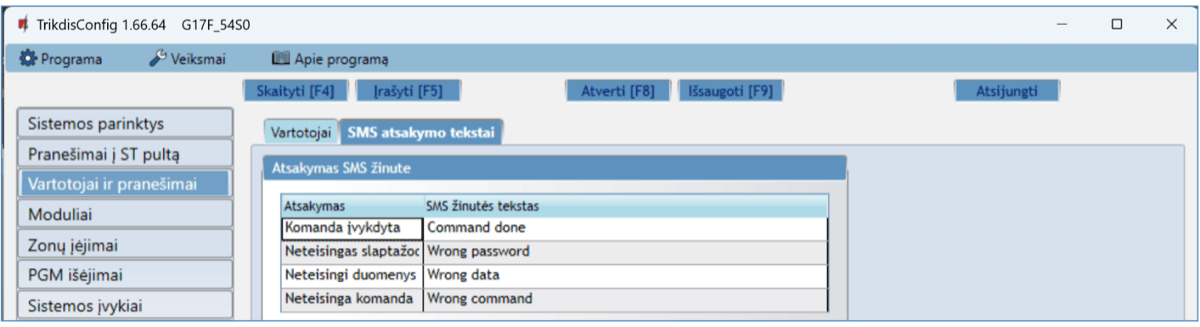 TrikdisConfig 1.66.64 G17F_54S0
Programa Veiksmai Apie programą
Skaityti [F4] Įrašyti [F5] Atverti [F8] Išsaugoti [F9] Atsijungti
Sistemos parinktys
Pranešimai į ST pultą
Vartotojai ir pranešimai
Moduliai
Zonų įėjimai
PGM išėjimai
Sistemos įvykiai
Vartotojai SMS atsakymo tekstai
Atsakymas SMS žinute
Atsakymas SMS žinutės tekstas
Komanda įvykdyta Command done
Neteisingas slaptažoc Wrong password
Neteisingi duomenys Wrong data
Neteisinga komanda Wrong command